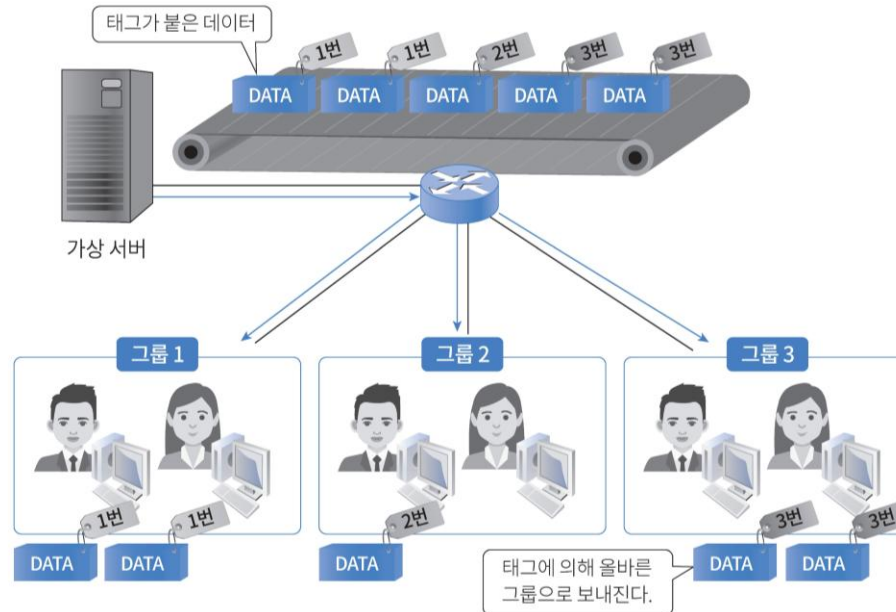 태그가 붙은 데이터
1번
1번
2번
3번
3번
DATA
DATA
DATA
DATA
DATA
가상 서버
그룹 1
그룹 2
그룹 3
1번
1번
2번
3번
3번
DATA
DATA
DATA
DATA
DATA
태그에 의해 올바른
그룹으로 보내진다.